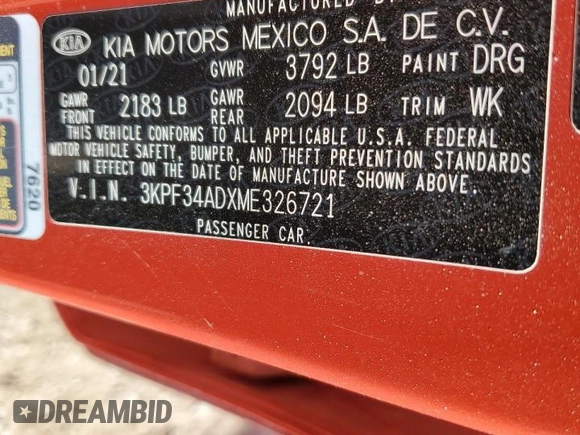 MANUFACTURED BY
KIA KIA MOTORS MEXICO S.A. DE C.V.
01/21 GVWR 3792 LB PAINT DRG
GAWR FRONT 2183 LB GAWR REAR 2094 LB TRIM WK
THIS VEHICLE CONFORMS TO ALL APPLICABLE U.S.A. FEDERAL
MOTOR VEHICLE SAFETY, BUMPER, AND THEFT PREVENTION STANDARDS
IN EFFECT ON THE DATE OF MANUFACTURE SHOWN ABOVE.
V.I.N. 3KPF34ADXME326721
PASSENGER CAR
7620
DREAMBID